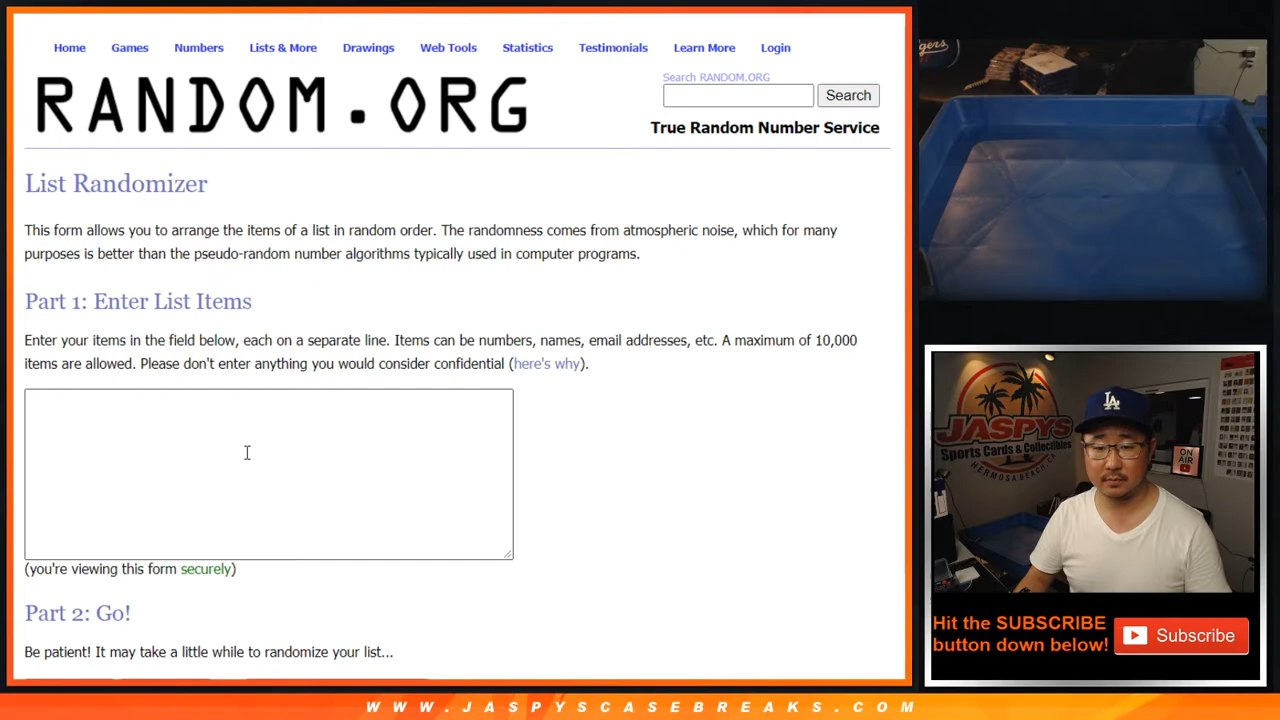 Home Games Numbers Lists & More Drawings Web Tools Statistics Testimonials Learn More Login
RANDOM.ORG
Search RANDOM.ORG
Search
True Random Number Service
List Randomizer
This form allows you to arrange the items of a list in random order. The randomness comes from atmospheric noise, which for many
purposes is better than the pseudo-random number algorithms typically used in computer programs.
Part 1: Enter List Items
Enter your items in the field below, each on a separate line. Items can be numbers, names, email addresses, etc. A maximum of 10,000
items are allowed. Please don't enter anything you would consider confidential (here's why).
(you're viewing this form securely)
Part 2: Go!
Be patient! It may take a little while to randomize your list...
JASPYS
Sports Cards & Collectibles
HERMOSA BEACH, CA
LA
ON
AIR
Hit the SUBSCRIBE
button down below!
Subscribe
WWW.JASPYSCASEBREAKS.COM